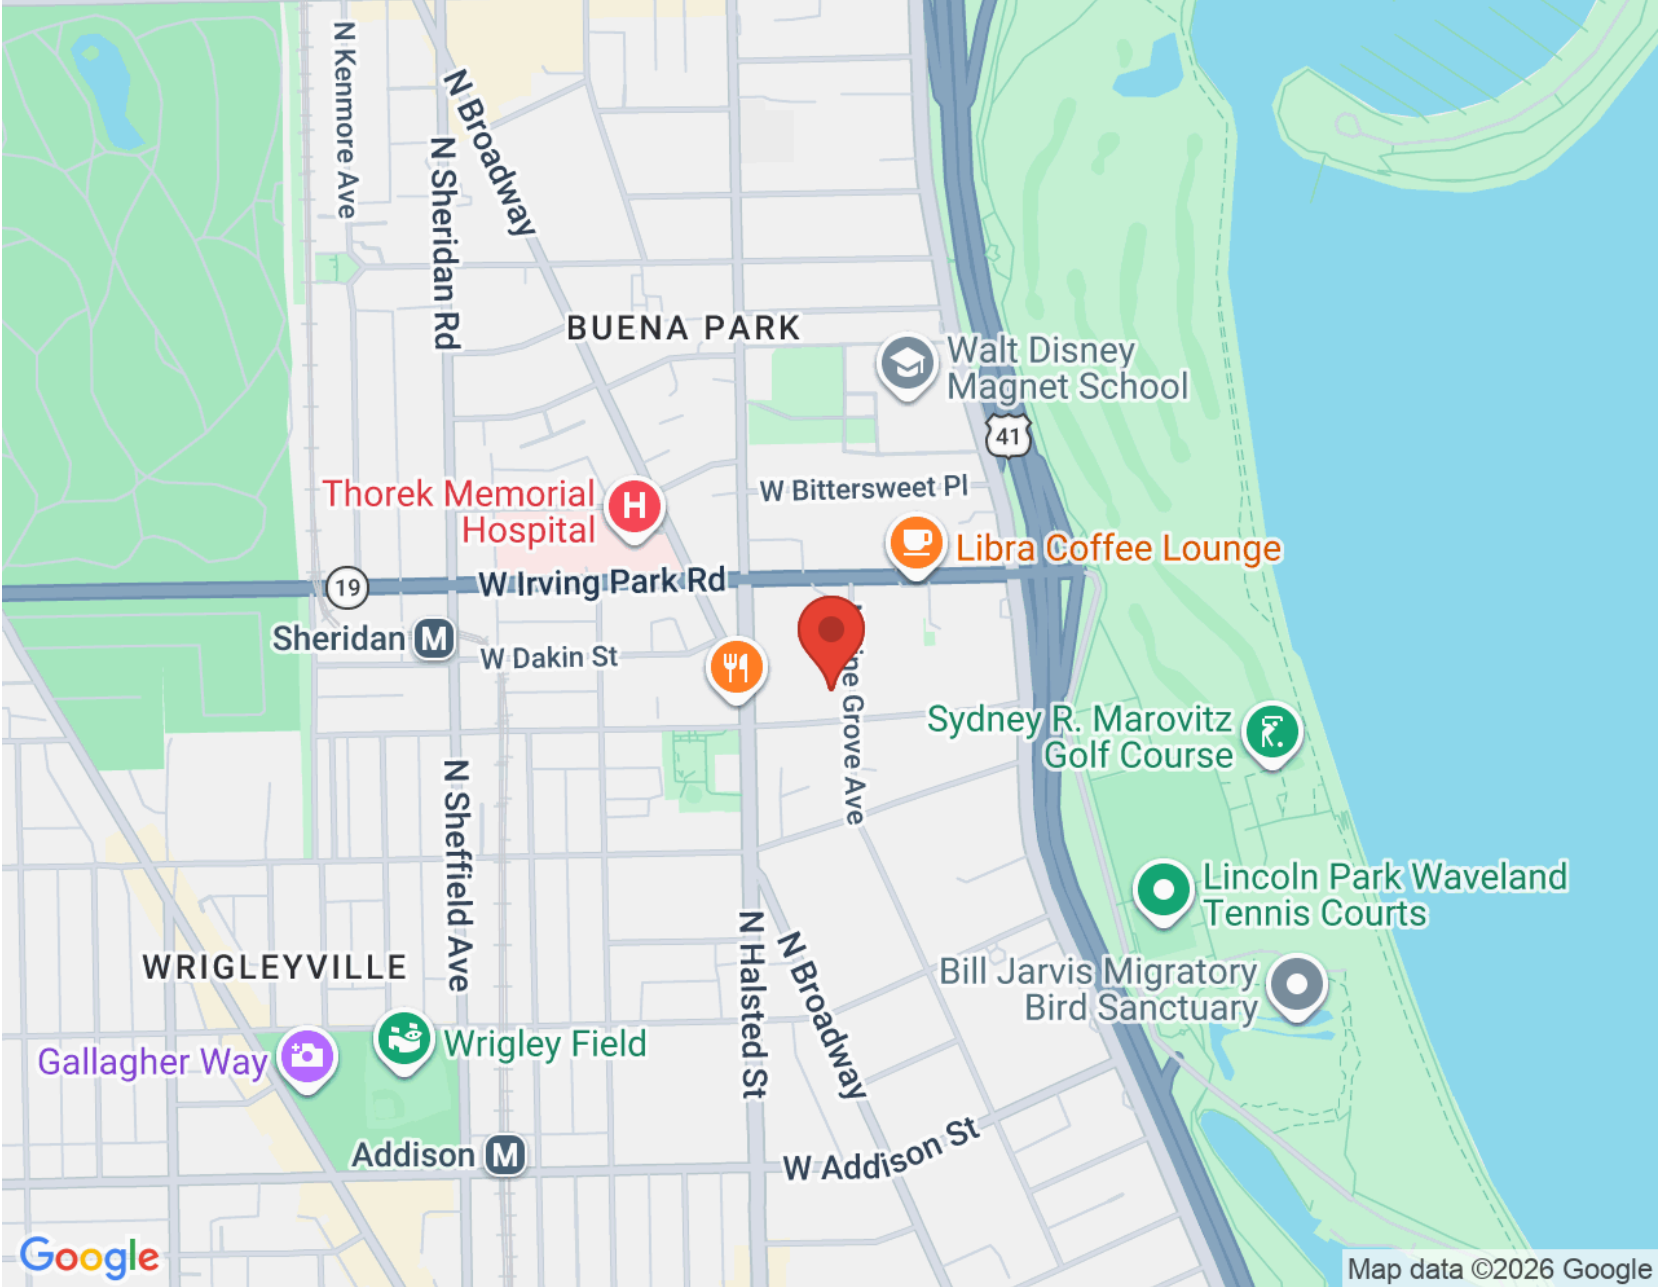 N Kenmore Ave
N Broadway
N Sheridan Rd
BUENA PARK
Walt Disney
Magnet School
41
Thorek Memorial
Hospital
H
W Bittersweet Pl
Libra Coffee Lounge
19
W Irving Park Rd
Sheridan M
W Dakin St
Grove Ave
Sydney R. Marovitz
Golf Course
N Sheffield Ave
Lincoln Park Waveland
Tennis Courts
WRIGLEYVILLE
N Halsted St
N Broadway
Bill Jarvis Migratory
Bird Sanctuary
Gallagher Way
Wrigley Field
Addison M
W Addison St
Google
Map data ©2026 Google